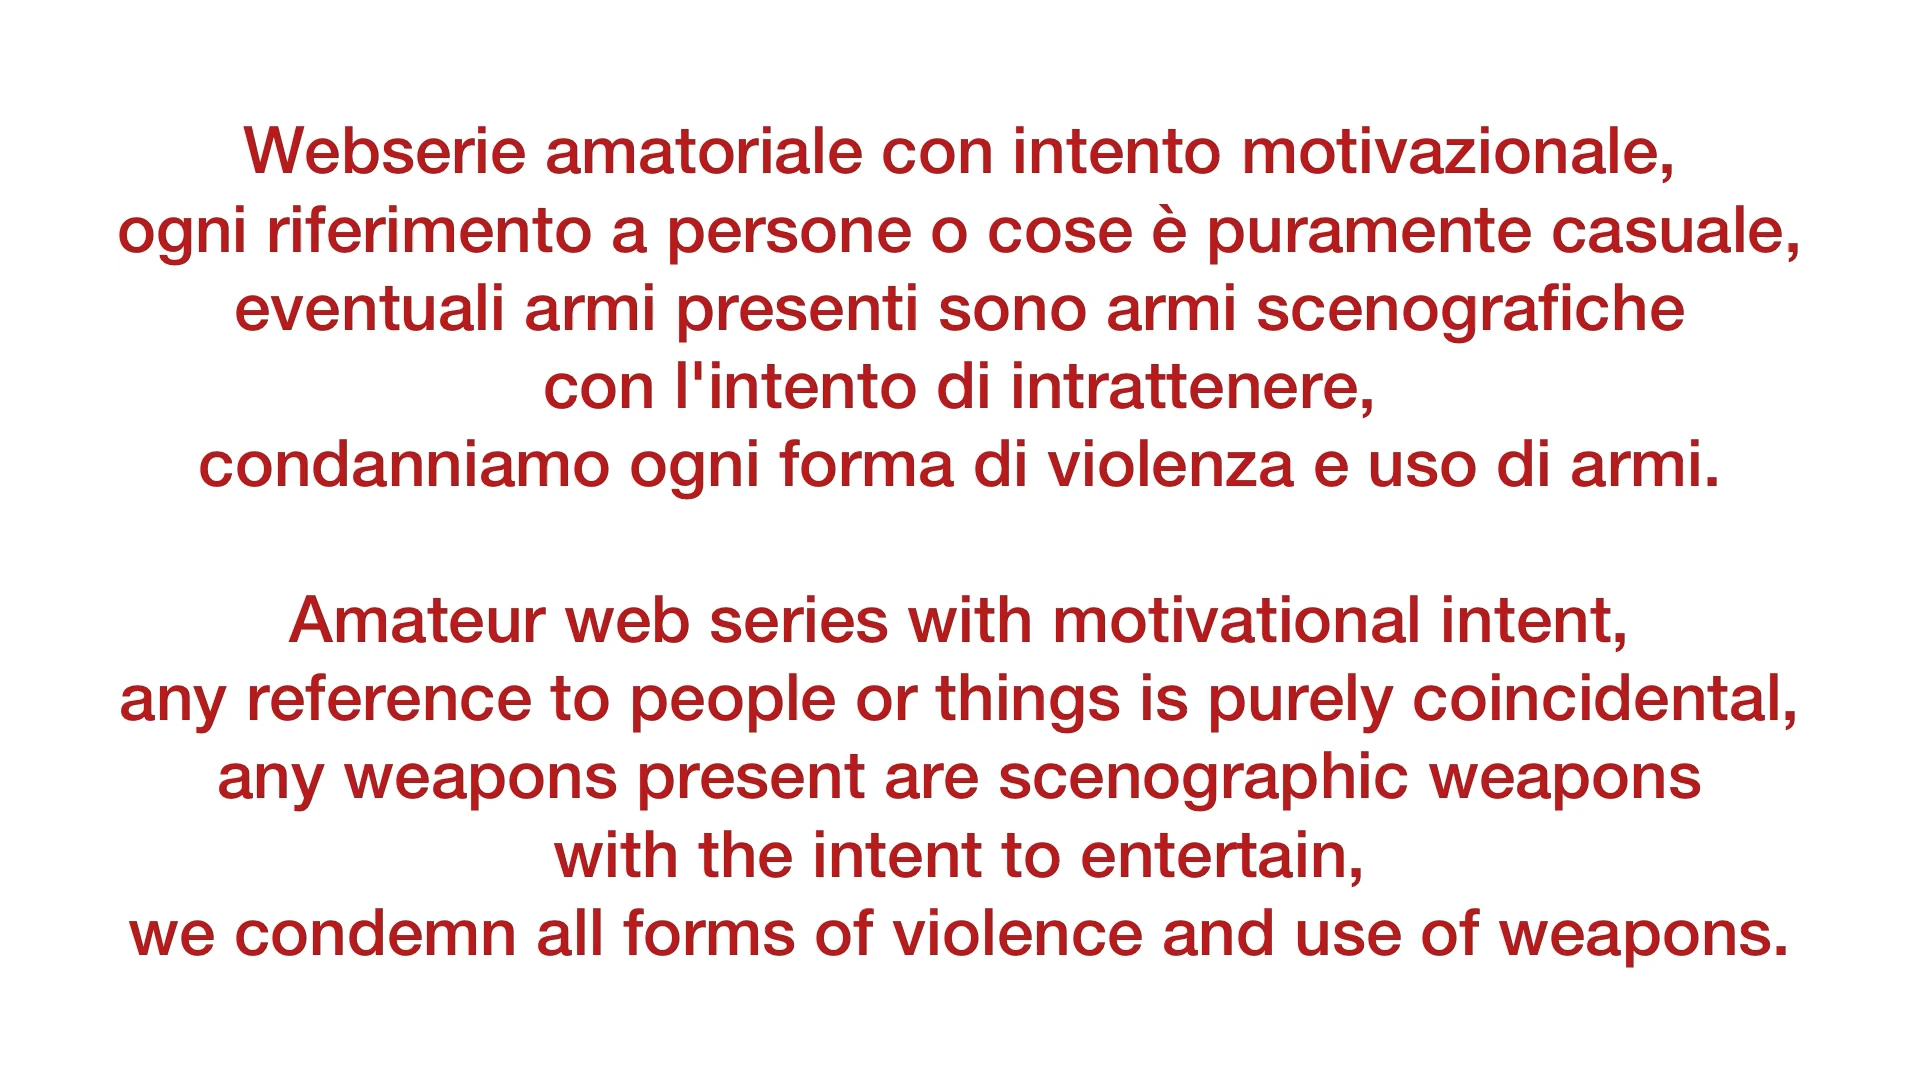 Webserie amatoriale con intento motivazionale,
ogni riferimento a persone o cose è puramente casuale,
eventuali armi presenti sono armi scenografiche
con l'intento di intrattenere,
condanniamo ogni forma di violenza e uso di armi.
Amateur web series with motivational intent,
any reference to people or things is purely coincidental,
any weapons present are scenographic weapons
with the intent to entertain,
we condemn all forms of violence and use of weapons.